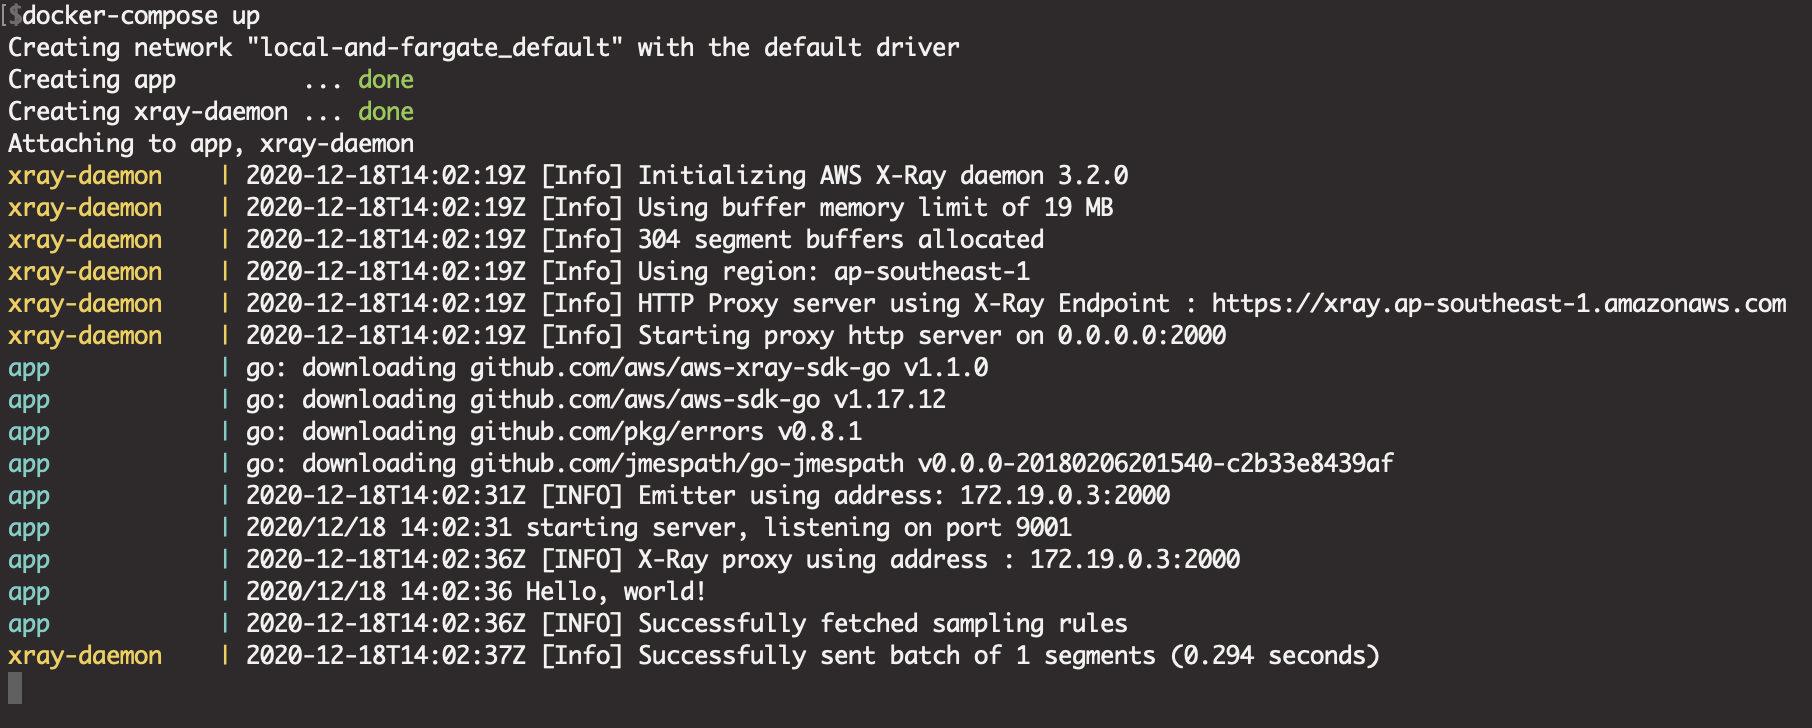 [$docker-compose up
Creating network "local-and-fargate_default" with the default driver
Creating app         ... done
Creating xray-daemon ... done
Attaching to app, xray-daemon
xray-daemon    | 2020-12-18T14:02:19Z [Info] Initializing AWS X-Ray daemon 3.2.0
xray-daemon    | 2020-12-18T14:02:19Z [Info] Using buffer memory limit of 19 MB
xray-daemon    | 2020-12-18T14:02:19Z [Info] 304 segment buffers allocated
xray-daemon    | 2020-12-18T14:02:19Z [Info] Using region: ap-southeast-1
xray-daemon    | 2020-12-18T14:02:19Z [Info] HTTP Proxy server using X-Ray Endpoint : https://xray.ap-southeast-1.amazonaws.com
xray-daemon    | 2020-12-18T14:02:19Z [Info] Starting proxy http server on 0.0.0.0:2000
app            | go: downloading github.com/aws/aws-xray-sdk-go v1.1.0
app            | go: downloading github.com/aws/aws-sdk-go v1.17.12
app            | go: downloading github.com/pkg/errors v0.8.1
app            | go: downloading github.com/jmespath/go-jmespath v0.0.0-20180206201540-c2b33e8439af
app            | 2020-12-18T14:02:31Z [INFO] Emitter using address: 172.19.0.3:2000
app            | 2020/12/18 14:02:31 starting server, listening on port 9001
app            | 2020-12-18T14:02:36Z [INFO] X-Ray proxy using address : 172.19.0.3:2000
app            | 2020/12/18 14:02:36 Hello, world!
app            | 2020-12-18T14:02:36Z [INFO] Successfully fetched sampling rules
xray-daemon    | 2020-12-18T14:02:37Z [Info] Successfully sent batch of 1 segments (0.294 seconds)